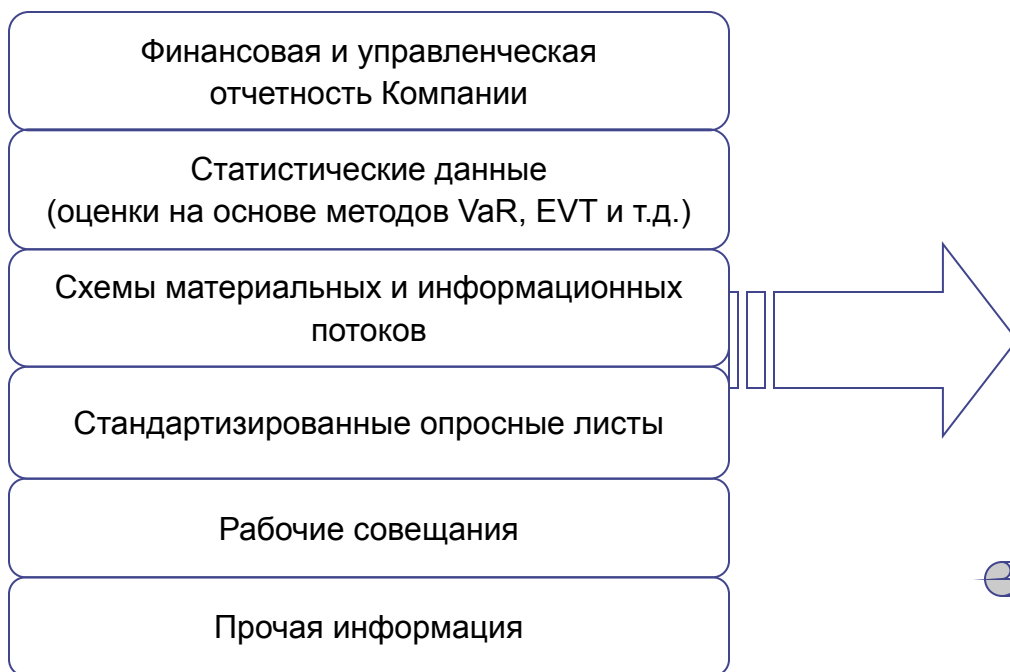 Финансовая и управленческая
отчетность Компании
Статистические данные
(оценки на основе методов VaR, EVT и т.д.)
Схемы материальных и информационных
потоков
Стандартизированные опросные листы
Рабочие совещания
Прочая информация